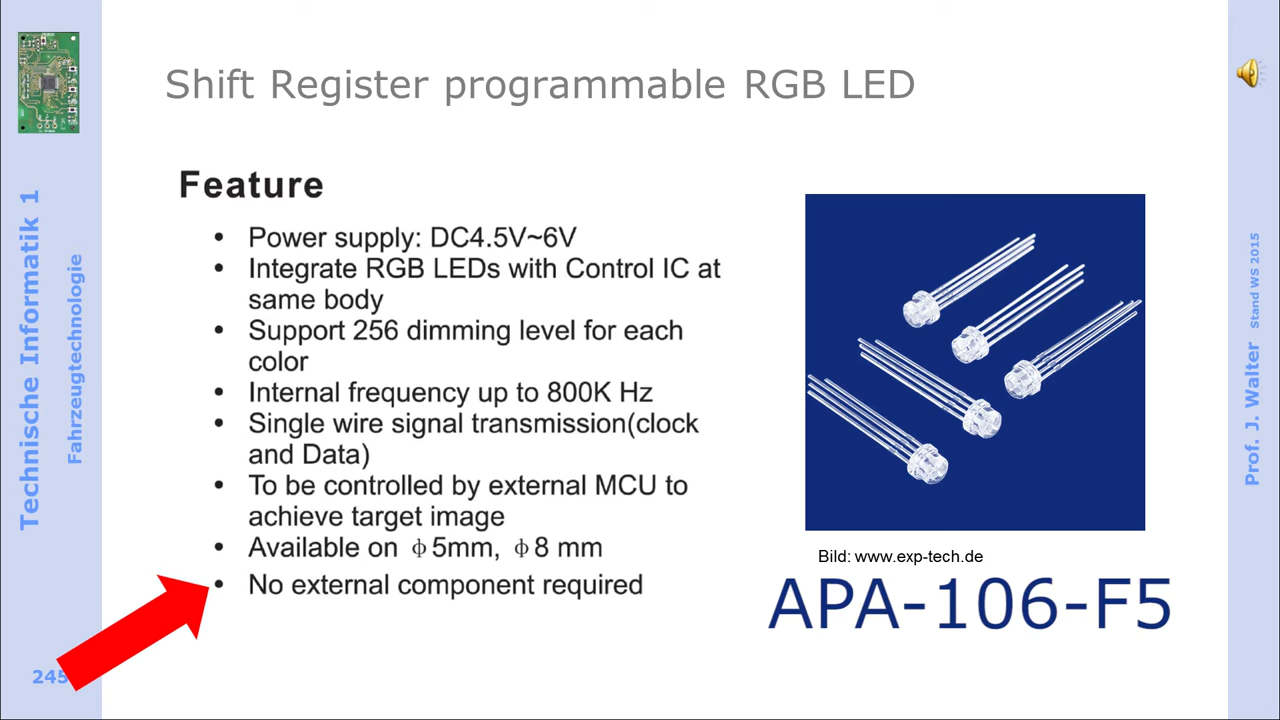 Shift Register programmable RGB LED
Technische Informatik 1
Fahrzeugtechnologie
Feature
• Power supply: DC4.5V~6V
• Integrate RGB LEDs with Control IC at
same body
• Support 256 dimming level for each
color
• Internal frequency up to 800K Hz
• Single wire signal transmission(clock
and Data)
• To be controlled by external MCU to
achieve target image
• Available on ϕ5mm, ϕ8 mm
• No external component required
Bild: www.exp-tech.de
APA-106-F5
Prof. J. Walter Stand WS 2015
245